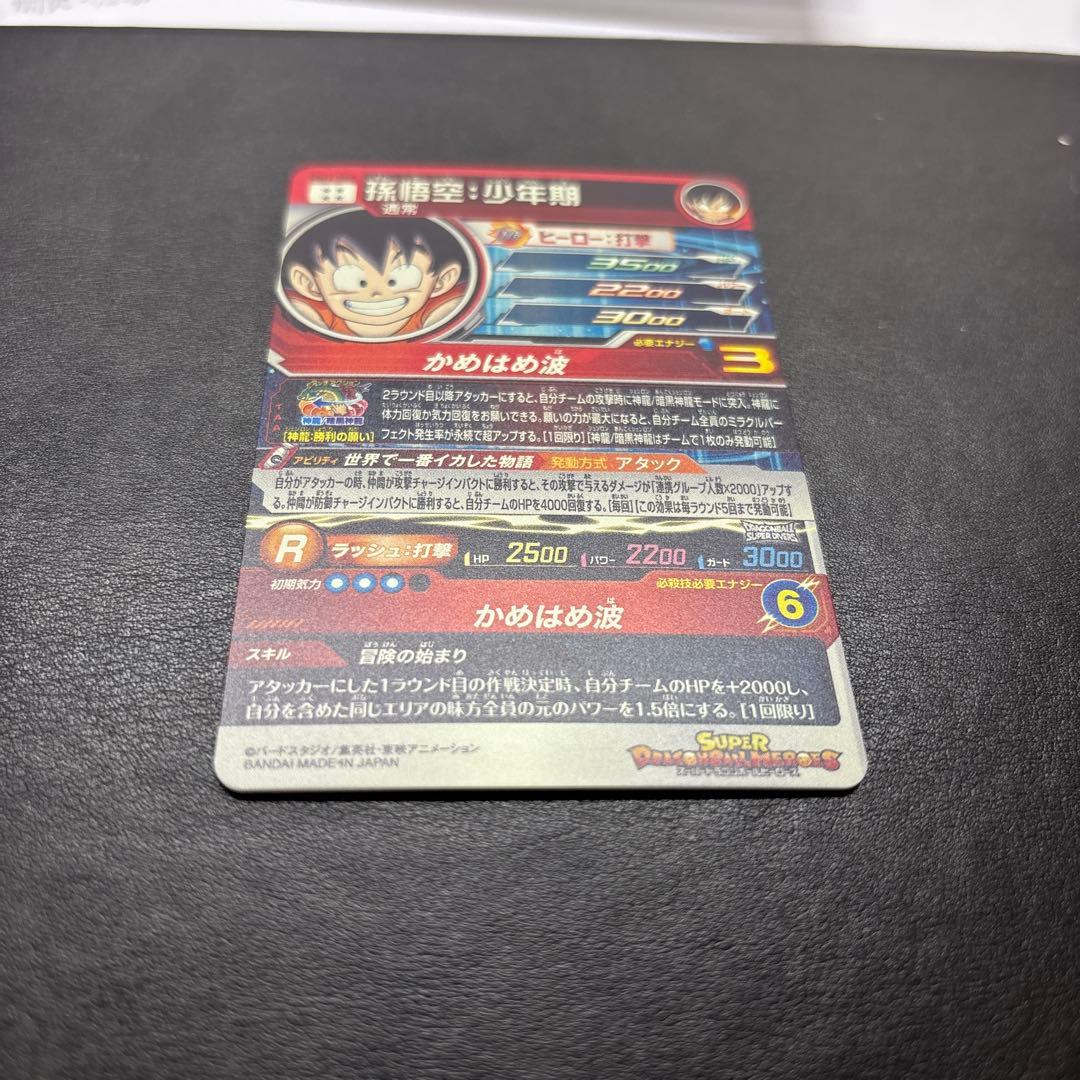 孫悟空:少年期
通常
ヒーロー:打撃
3500
2200
3000
必要エナジー
3
かめはめ波
神龍/暗黒神龍
[神龍:勝利の願い]
2ラウンド目以降アタッカーにすると、自分チームの攻撃時に神龍/暗黒神龍モードに突入。神龍に
体力回復か気力回復をお願いできる。願いの力が最大になると、自分チーム全員のミラクルパー
フェクト発生率が永続で超アップする。[1回限り] [神龍/暗黒神龍はチームで1枚のみ発動可能]
アビリティ 世界で一番イカした物語 発動方式 アタック
自分がアタッカーの時、仲間が攻撃チャージインパクトに勝利すると、その攻撃で与えるダメージが「連携グループ人数×2000」アップす
る。仲間が防御チャージインパクトに勝利すると、自分チームのHPを4000回復する。[毎回] [この効果は毎ラウンド5回まで発動可能]
DRAGONBALL
SUPER DIVERS
R ラッシュ:打撃 HP 2500 パワー 2200 ガード 3000
初期気力
必殺技必要エナジー
6
かめはめ波
スキル 冒険の始まり
アタッカーにした1ラウンド目の作戦決定時、自分チームのHPを+2000し、
自分を含めた同じエリアの味方全員の元のパワーを1.5倍にする。[1回限り]
©バードスタジオ/集英社・東映アニメーション
BANDAI MADE IN JAPAN
SUPER
DRAGONBALL HEROES
スーパードラゴンボールヒーローズ